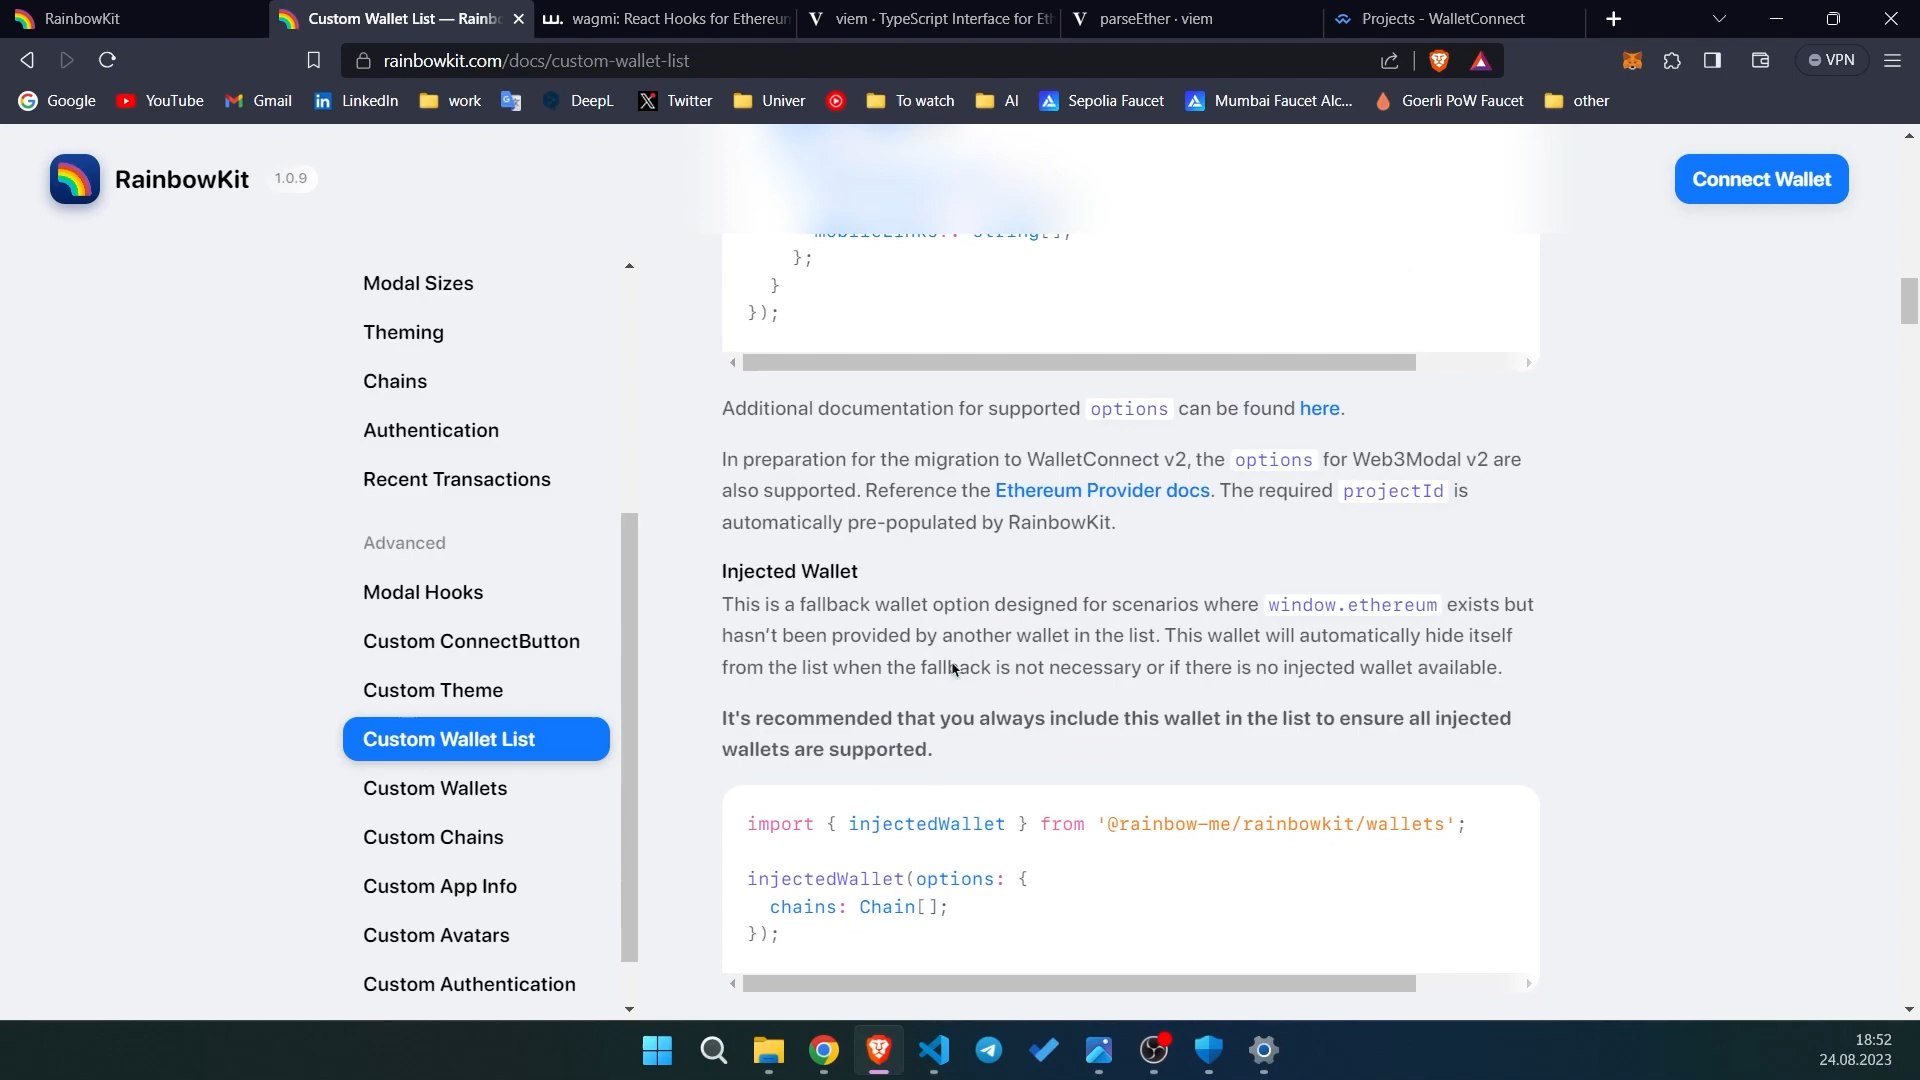 RainbowKit
Custom Wallet List — Rainb
wagmi: React Hooks for Ethereun
viem · TypeScript Interface for Et
parseEther · viem
Projects - WalletConnect
rainbowkit.com/docs/custom-wallet-list
VPN
Google
YouTube
Gmail
LinkedIn
work
DeepL
Twitter
Univer
To watch
AI
Sepolia Faucet
Mumbai Faucet Alc...
Goerli PoW Faucet
other
RainbowKit 1.0.9
Connect Wallet
Modal Sizes
Theming
Chains
Authentication
Recent Transactions
Advanced
Modal Hooks
Custom ConnectButton
Custom Theme
Custom Wallet List
Custom Wallets
Custom Chains
Custom App Info
Custom Avatars
Custom Authentication
mobileLinks?: string[];
};
}
});
Additional documentation for supported options can be found here.
In preparation for the migration to WalletConnect v2, the options for Web3Modal v2 are
also supported. Reference the Ethereum Provider docs. The required projectId is
automatically pre-populated by RainbowKit.
Injected Wallet
This is a fallback wallet option designed for scenarios where window.ethereum exists but
hasn't been provided by another wallet in the list. This wallet will automatically hide itself
from the list when the fallback is not necessary or if there is no injected wallet available.
It's recommended that you always include this wallet in the list to ensure all injected
wallets are supported.
import { injectedWallet } from '@rainbow-me/rainbowkit/wallets';
injectedWallet(options: {
chains: Chain[];
});
18:52
24.08.2023